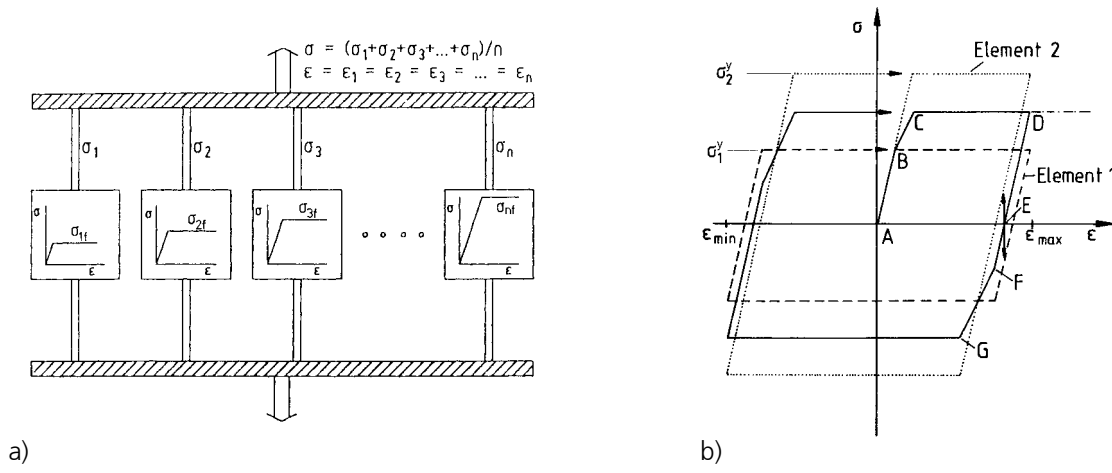 σ = (σ₁+σ₂+σ₃+...+σₙ)/n
ε = ε₁ = ε₂ = ε₃ = ... = εₙ
σ₁
σ₂
σ₃
σₙ
σ
σ1f
ε
σ
σ2f
ε
σ
σ3f
ε
σ
σnf
ε
a)
σ
Element 2
σ₂ʸ
C
D
σ₁ʸ
B
Element 1
E
εmin
A
εmax
ε
F
G
b)